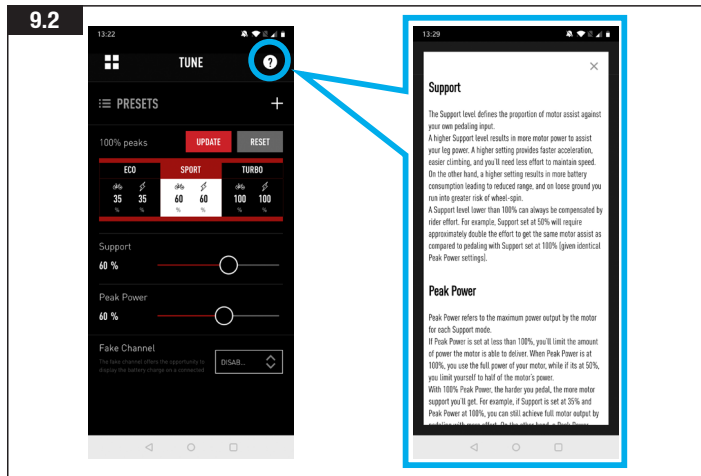 9.2
13:22
TUNE
?
PRESETS
+
100% peaks UPDATE RESET
ECO SPORT TURBO
35 35 60 60 100 100
% % % % % %
Support
60 %
Peak Power
60 %
Fake Channel
The fake channel offers the opportunity to
display the battery charge on a connected
DISAB...
13:29
×
Support
The Support level defines the proportion of motor assist against
your own pedaling input.
A higher Support level results in more motor power to assist
your leg power. A higher setting provides faster acceleration,
easier climbing, and you'll need less effort to maintain speed.
On the other hand, a higher setting results in more battery
consumption leading to reduced range, and on loose ground you
run into greater risk of wheel-spin.
A Support level lower than 100% can always be compensated by
rider effort. For example, Support set at 50% will require
approximately double the effort to get the same motor assist as
compared to pedaling with Support set at 100% (given identical
Peak Power settings).
Peak Power
Peak Power refers to the maximum power output by the motor
for each Support mode.
If Peak Power is set at less than 100%, you'll limit the amount
of power the motor is able to deliver. When Peak Power is at
100%, you use the full power of your motor, while if its at 50%,
you limit yourself to half of the motor's power.
With 100% Peak Power, the harder you pedal, the more motor
support you'll get. For example, if Support is set at 35% and
Peak Power at 100%, you can still achieve full motor output by
pedaling with more effort. On the other hand, a Peak Power